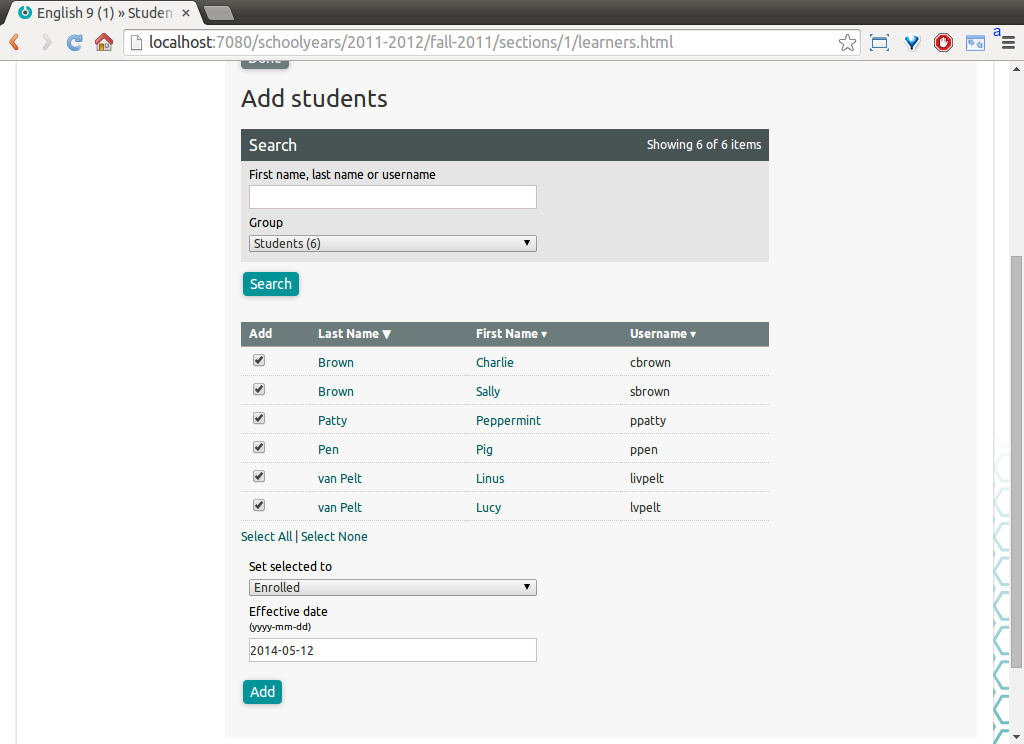 English 9 (1) » Studen
localhost:7080/schoolyears/2011-2012/fall-2011/sections/1/learners.html
a
Done
Add students
Search Showing 6 of 6 items
First name, last name or username
Group
Students (6)
Search
Add Last Name First Name Username
Brown Charlie cbrown
Brown Sally sbrown
Patty Peppermint ppatty
Pen Pig ppen
van Pelt Linus livpelt
van Pelt Lucy lvpelt
Select All | Select None
Set selected to
Enrolled
Effective date
(yyyy-mm-dd)
2014-05-12
Add